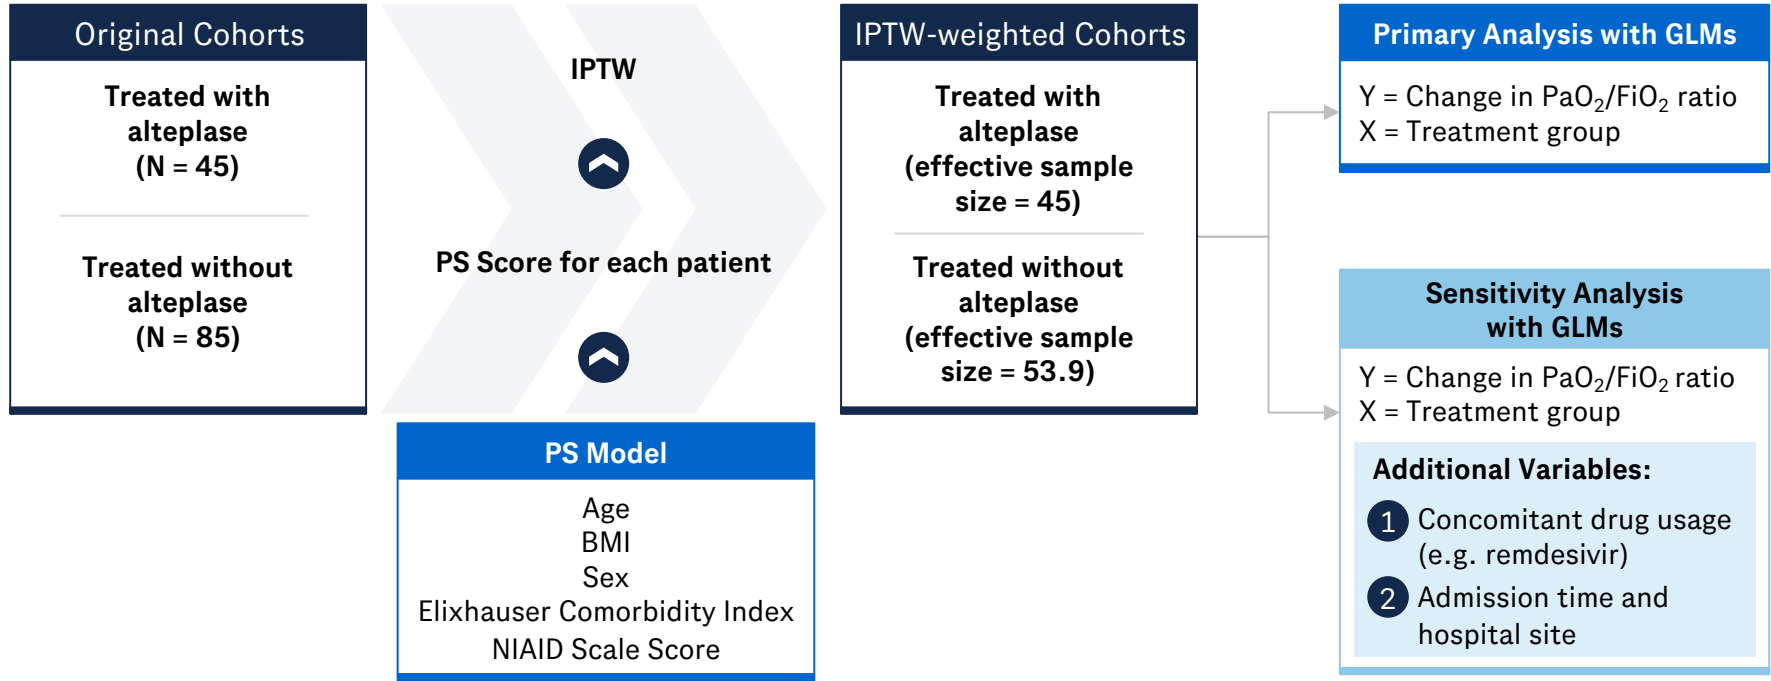 Original Cohorts
Treated with
alteplase
(N = 45)
Treated without
alteplase
(N = 85)
IPTW
PS Score for each patient
PS Model
Age
BMI
Sex
Elixhauser Comorbidity Index
NIAID Scale Score
IPTW-weighted Cohorts
Treated with
alteplase
(effective sample
size = 45)
Treated without
alteplase
(effective sample
size = 53.9)
Primary Analysis with GLMs
Y = Change in PaO₂/FiO₂ ratio
X = Treatment group
Sensitivity Analysis
with GLMs
Y = Change in PaO₂/FiO₂ ratio
X = Treatment group
Additional Variables:
1 Concomitant drug usage
(e.g. remdesivir)
2 Admission time and
hospital site